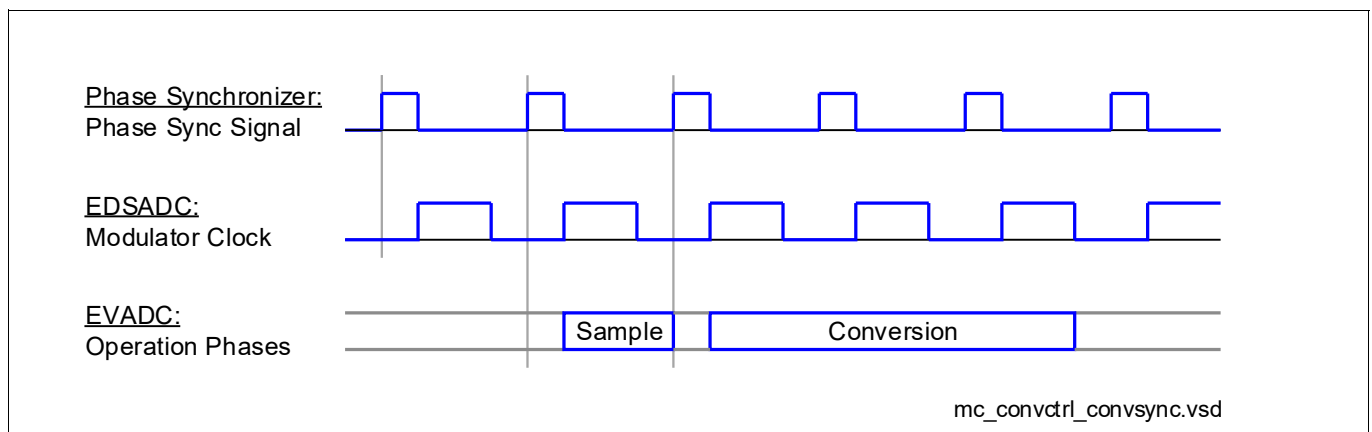 Phase Synchronizer:
Phase Sync Signal
EDSADC:
Modulator Clock
EVADC:
Operation Phases
Sample
Conversion
mc_convctrl_convsync.vsd